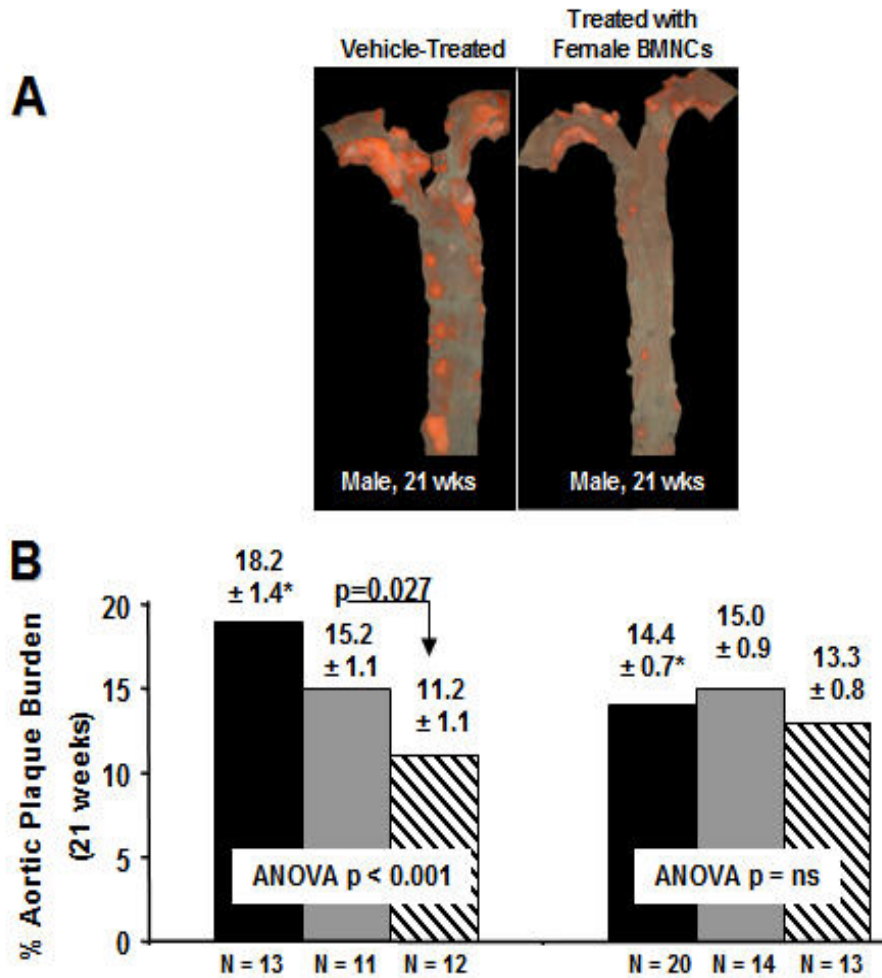 Vehicle-Treated
Treated with
Female BMNCs
A
Male, 21 wks
Male, 21 wks
B
% Aortic Plaque Burden
(21 weeks)
20
15
10
5
0
18.2
± 1.4*
p=0.027
15.2
± 1.1
11.2
± 1.1
14.4
± 0.7*
15.0
± 0.9
13.3
± 0.8
ANOVA p < 0.001
ANOVA p = ns
N = 13
N = 11
N = 12
N = 20
N = 14
N = 13